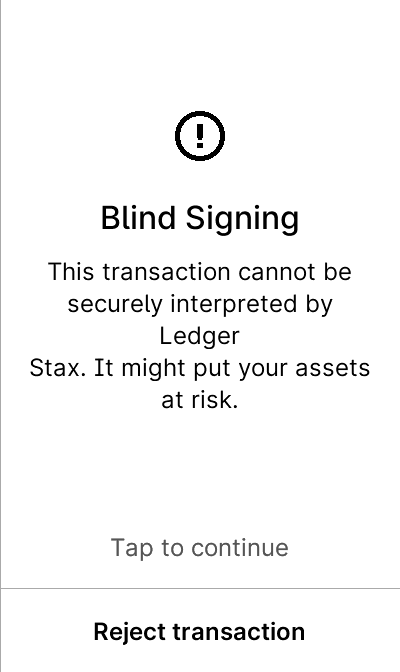 Blind Signing
This transaction cannot be
securely interpreted by
Ledger
Stax. It might put your assets
at risk.
Tap to continue
Reject transaction